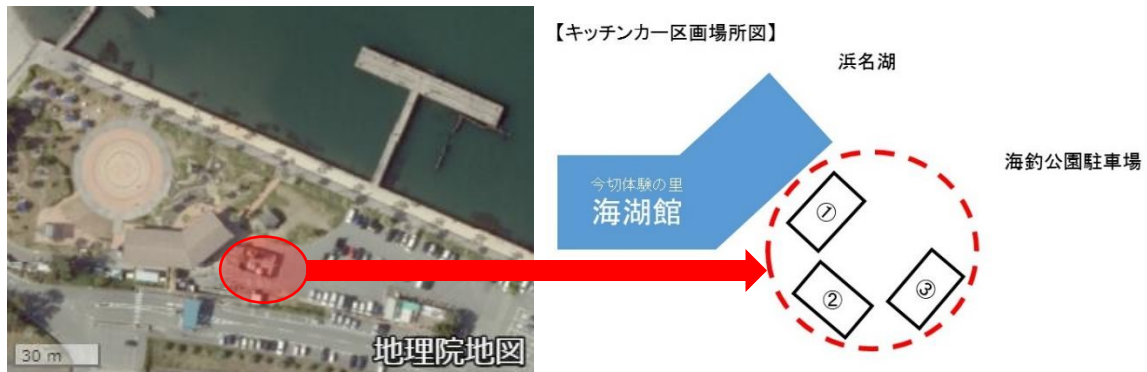 【キッチンカー区画場所図】
浜名湖
海釣公園駐車場
今切体験の里
海湖館
①
②
③
30 m
地理院地図